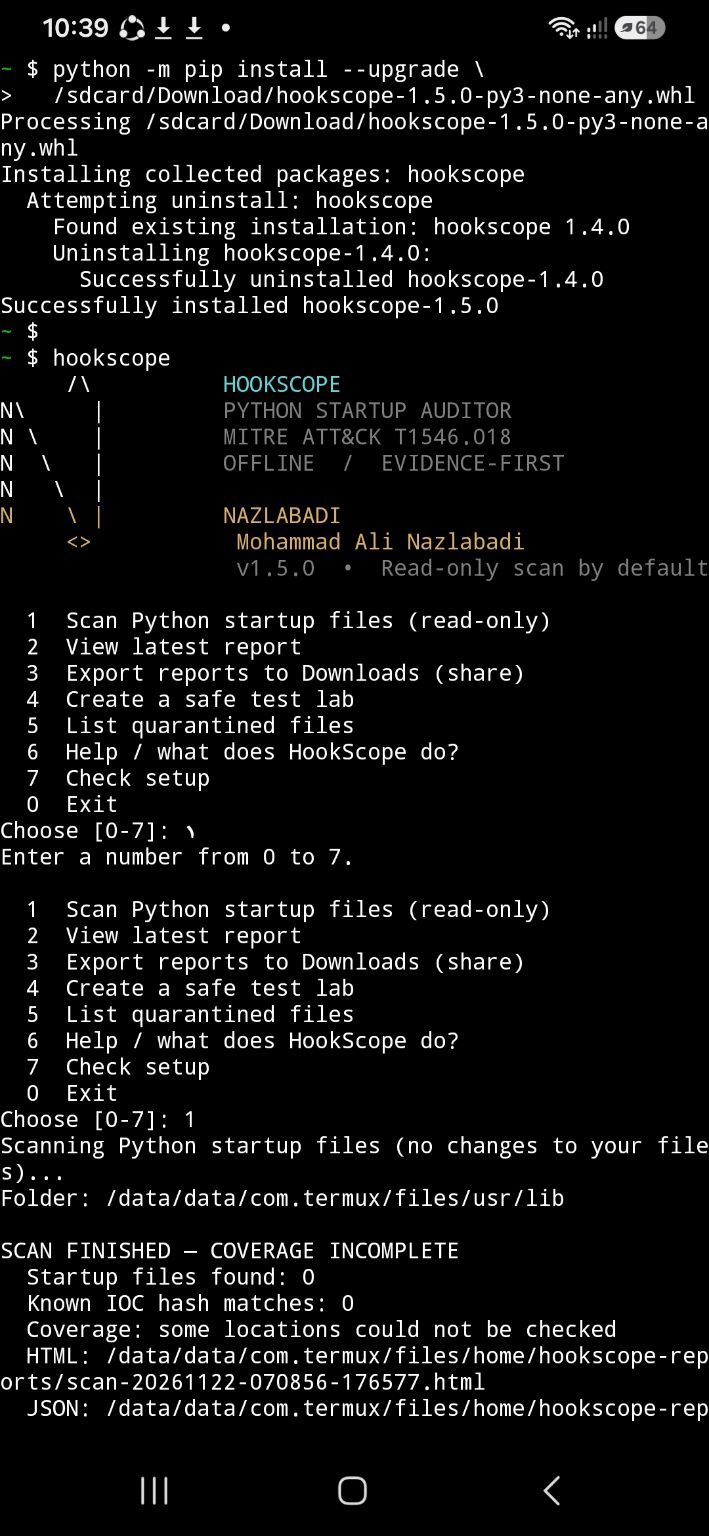 10:39 64
~ $ python -m pip install --upgrade \
>   /sdcard/Download/hookscope-1.5.0-py3-none-any.whl
Processing /sdcard/Download/hookscope-1.5.0-py3-none-a
ny.whl
Installing collected packages: hookscope
  Attempting uninstall: hookscope
    Found existing installation: hookscope 1.4.0
    Uninstalling hookscope-1.4.0:
      Successfully uninstalled hookscope-1.4.0
Successfully installed hookscope-1.5.0
~ $
~ $ hookscope
     /\          HOOKSCOPE
N\     |         PYTHON STARTUP AUDITOR
N \    |         MITRE ATT&CK T1546.018
N  \   |         OFFLINE  /  EVIDENCE-FIRST
N   \  |
N    \ |         NAZLABADI
     <>           Mohammad Ali Nazlabadi
                  v1.5.0  •  Read-only scan by default
  1  Scan Python startup files (read-only)
  2  View latest report
  3  Export reports to Downloads (share)
  4  Create a safe test lab
  5  List quarantined files
  6  Help / what does HookScope do?
  7  Check setup
  0  Exit
Choose [0-7]: ۱
Enter a number from 0 to 7.
  1  Scan Python startup files (read-only)
  2  View latest report
  3  Export reports to Downloads (share)
  4  Create a safe test lab
  5  List quarantined files
  6  Help / what does HookScope do?
  7  Check setup
  0  Exit
Choose [0-7]: 1
Scanning Python startup files (no changes to your file
s)...
Folder: /data/data/com.termux/files/usr/lib
SCAN FINISHED — COVERAGE INCOMPLETE
  Startup files found: 0
  Known IOC hash matches: 0
  Coverage: some locations could not be checked
  HTML: /data/data/com.termux/files/home/hookscope-rep
orts/scan-20261122-070856-176577.html
  JSON: /data/data/com.termux/files/home/hookscope-rep